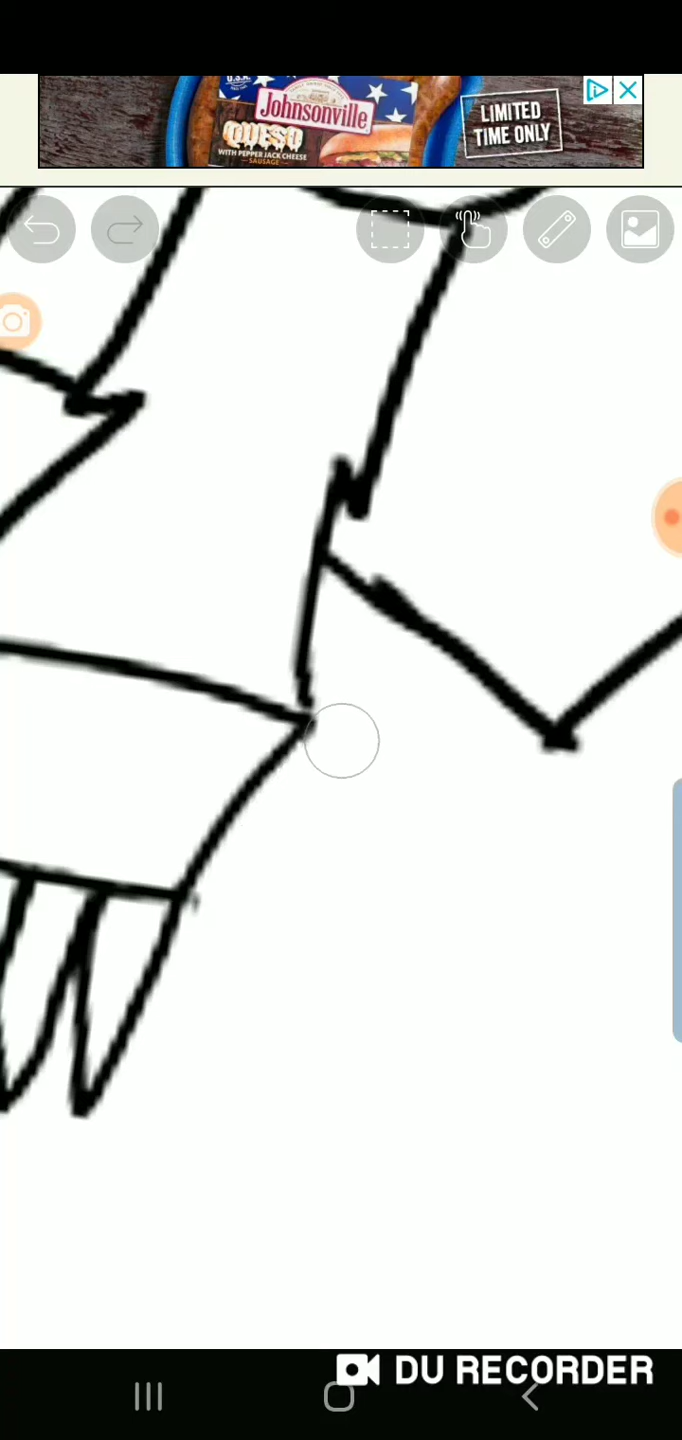 U.S.A.
Johnsonville
QUESO
WITH PEPPER JACK CHEESE
SAUSAGE
LIMITED
TIME ONLY
DU RECORDER